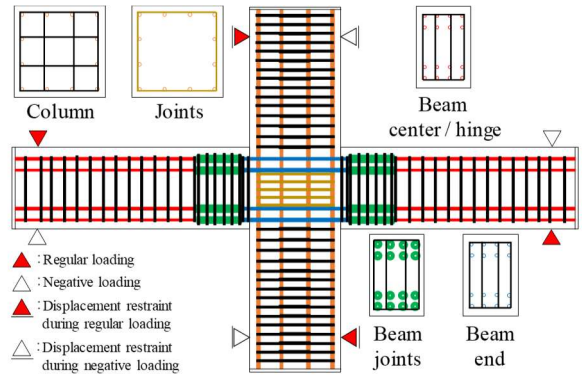 Column
Joints
Beam
center / hinge
: Regular loading
: Negative loading
: Displacement restraint
during regular loading
: Displacement restraint
during negative loading
Beam
joints
Beam
end